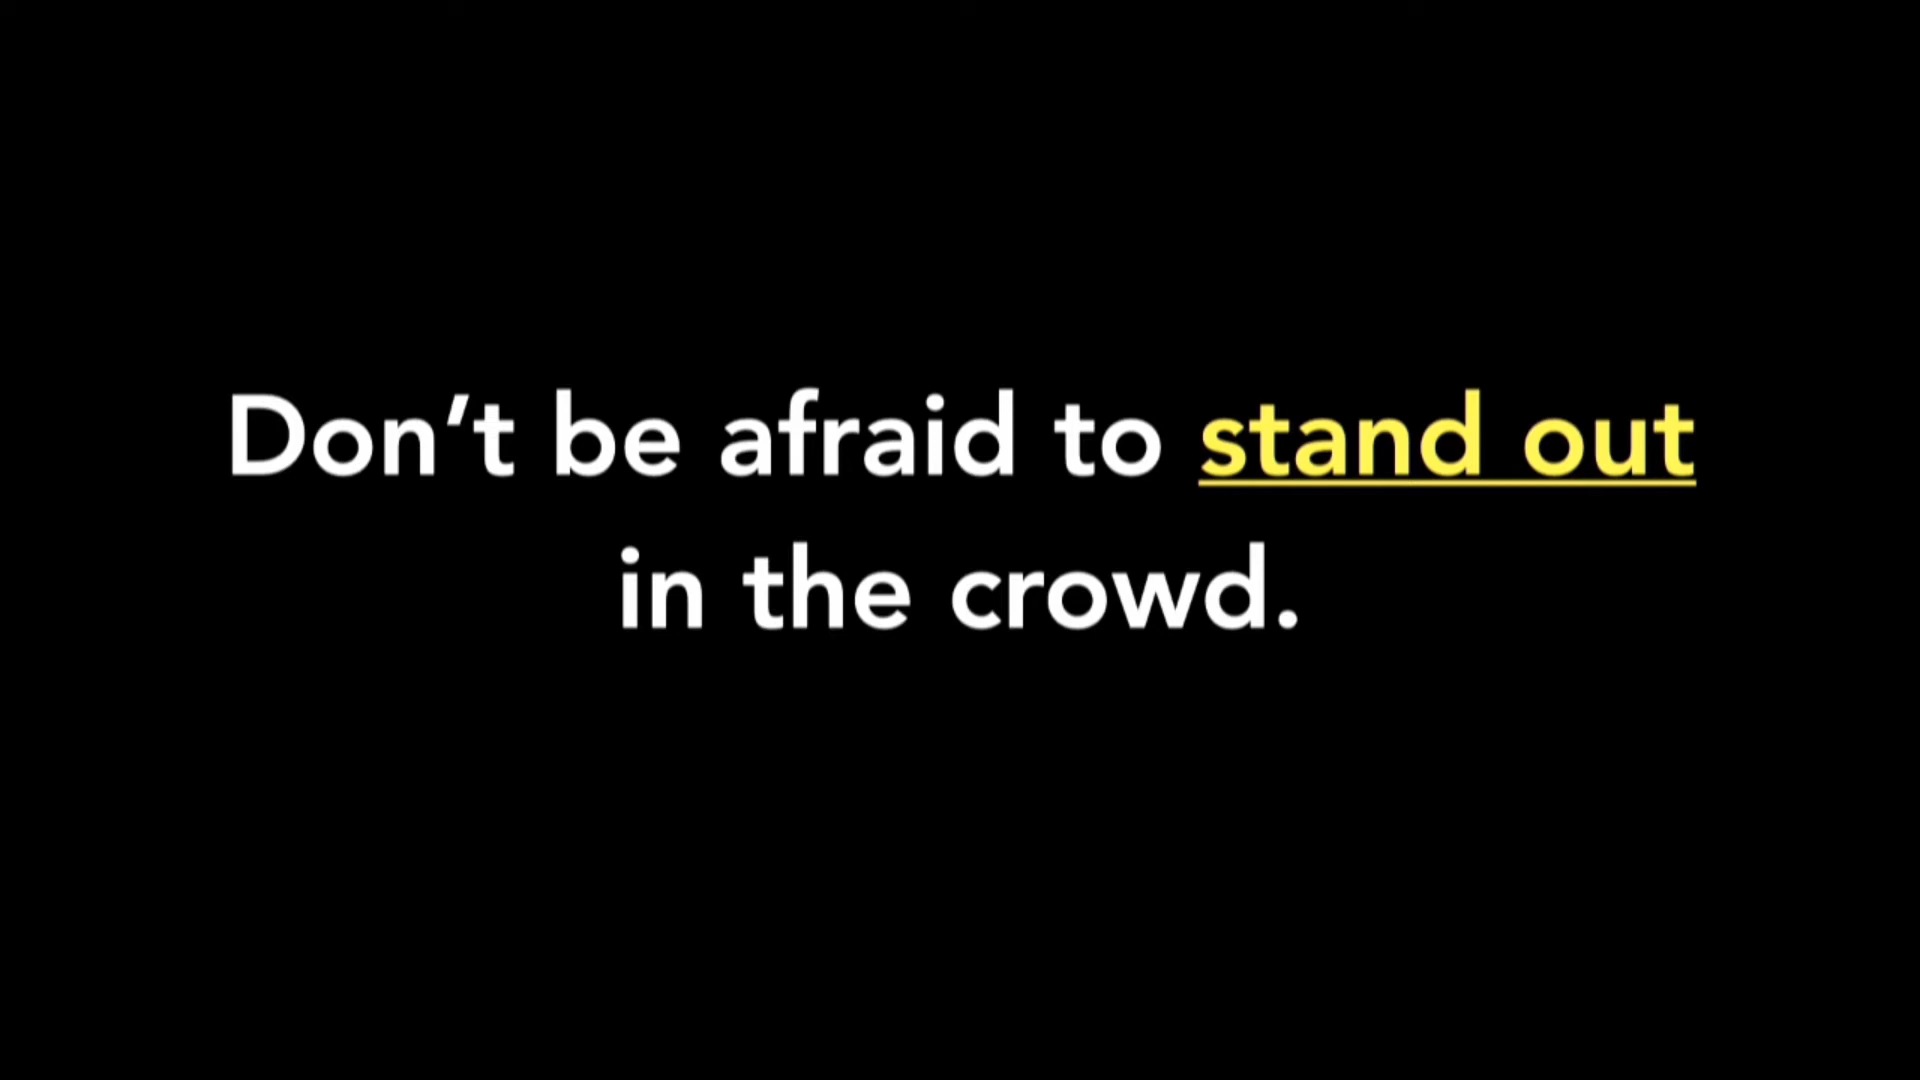 Don’t be afraid to stand out
in the crowd.